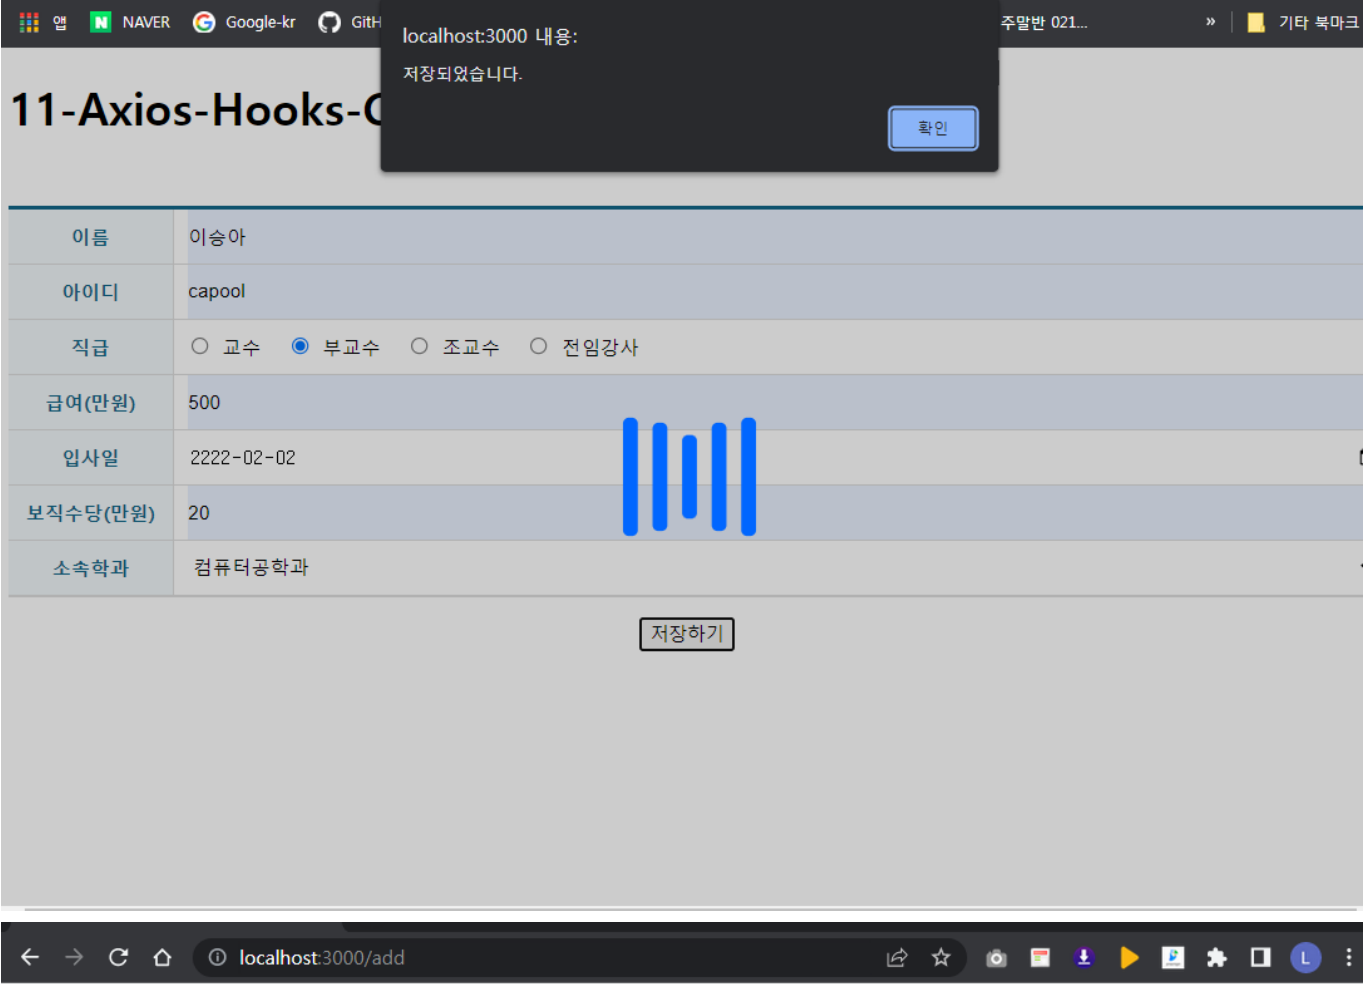 앱 NAVER Google-kr GitH 주말반 021... » 기타 북마크
localhost:3000 내용:
저장되었습니다.
확인
11-Axios-Hooks-
이름 이승아
아이디 capool
직급 교수 부교수 조교수 전임강사
급여(만원) 500
입사일 2222-02-02
보직수당(만원) 20
소속학과 컴퓨터공학과
저장하기
localhost:3000/add L